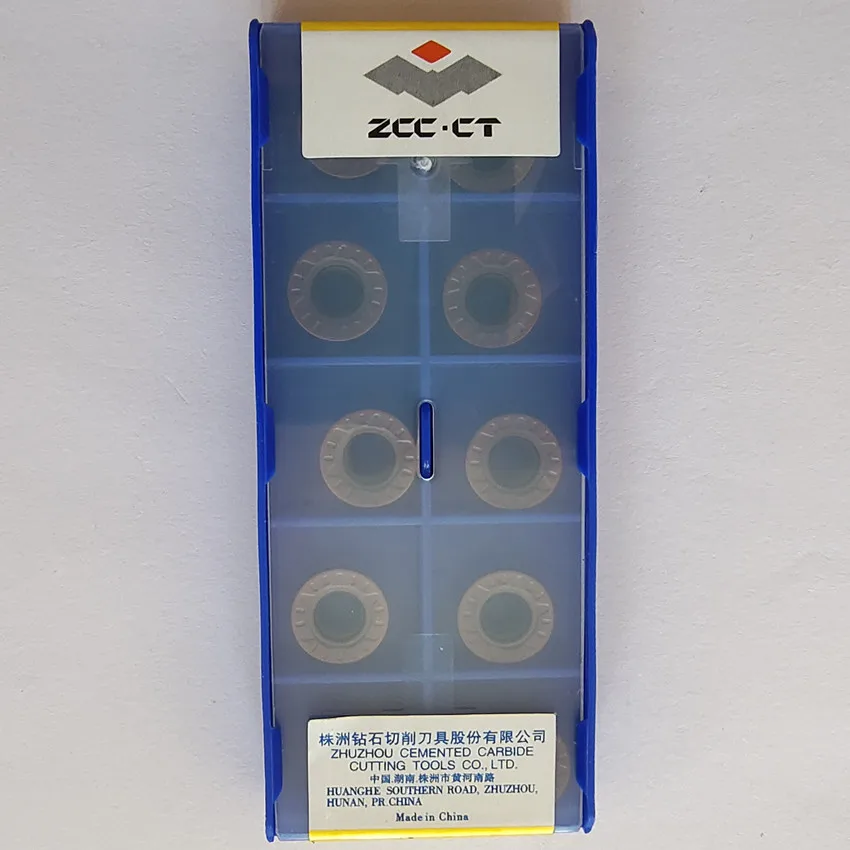 ZCC·CT
株洲钻石切削刀具股份有限公司
ZHUZHOU CEMENTED CARBIDE
CUTTING TOOLS CO., LTD.
中国.湖南.株洲市黄河南路
HUANGHE SOUTHERN ROAD, ZHUZHOU,
HUNAN, PR.CHINA
Made in China